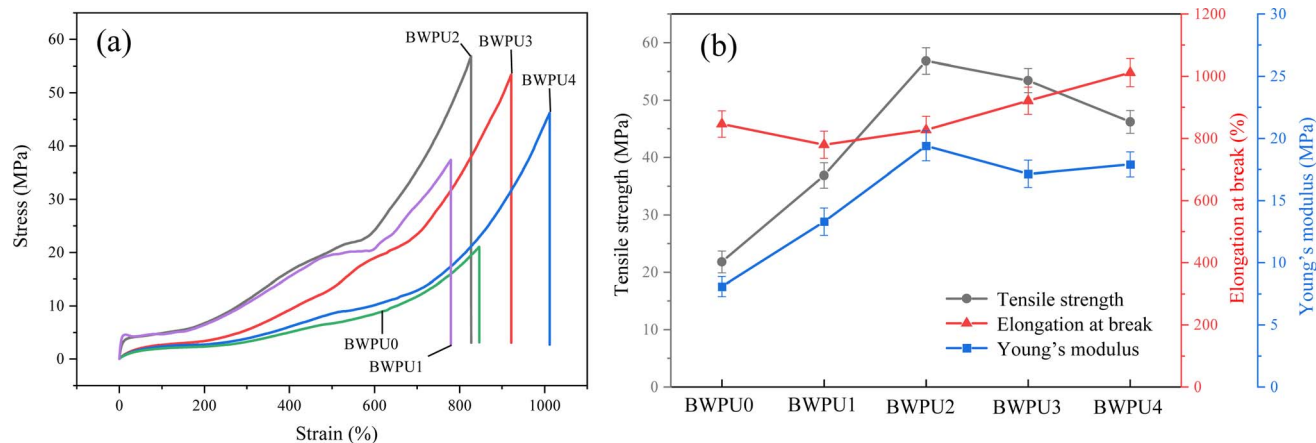 (a)
Stress (MPa)
60
50
40
30
20
10
0
0 200 400 600 800 1000
Strain (%)
BWPU2
BWPU3
BWPU4
BWPU0
BWPU1
(b)
Tensile strength (MPa)
60
50
40
30
20
10
0
BWPU0 BWPU1 BWPU2 BWPU3 BWPU4
Tensile strength
Elongation at break
Young’s modulus
1200
1000
800
600
400
200
0
Elongation at break (%)
30
25
20
15
10
5
0
Young’s modulus (MPa)